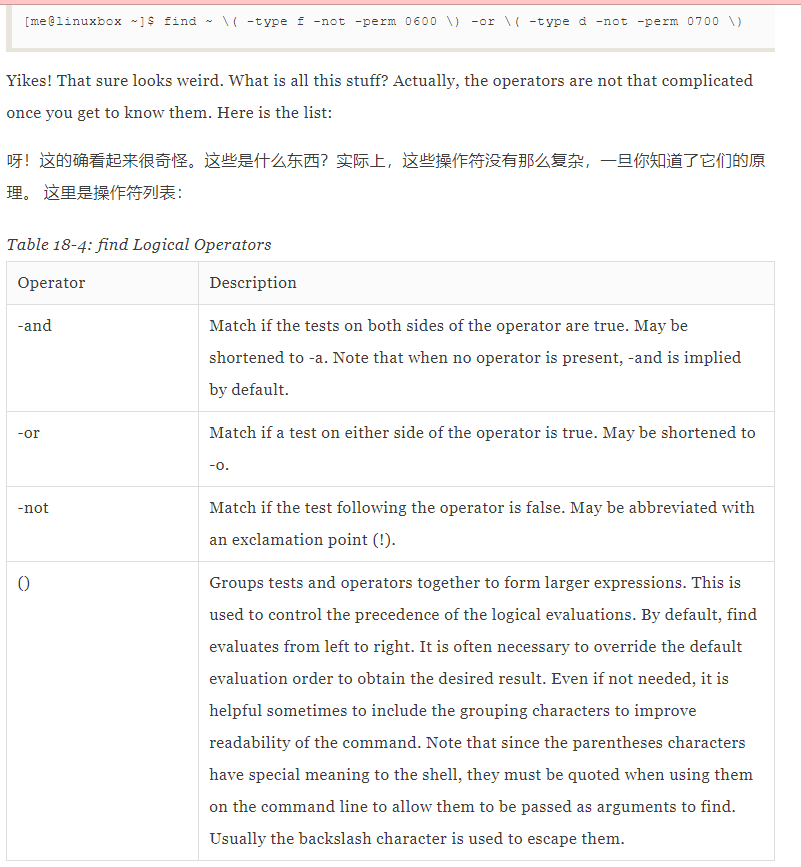 [me@linuxbox ~]$ find ~ \( -type f -not -perm 0600 \) -or \( -type d -not -perm 0700 \)
Yikes! That sure looks weird. What is all this stuff? Actually, the operators are not that complicated
once you get to know them. Here is the list:
呀！这的确看起来很奇怪。这些是什么东西？实际上，这些操作符没有那么复杂，一旦你知道了它们的原
理。 这里是操作符列表：
Table 18-4: find Logical Operators
Operator Description
-and Match if the tests on both sides of the operator are true. May be
shortened to -a. Note that when no operator is present, -and is implied
by default.
-or Match if a test on either side of the operator is true. May be shortened to
-o.
-not Match if the test following the operator is false. May be abbreviated with
an exclamation point (!).
() Groups tests and operators together to form larger expressions. This is
used to control the precedence of the logical evaluations. By default, find
evaluates from left to right. It is often necessary to override the default
evaluation order to obtain the desired result. Even if not needed, it is
helpful sometimes to include the grouping characters to improve
readability of the command. Note that since the parentheses characters
have special meaning to the shell, they must be quoted when using them
on the command line to allow them to be passed as arguments to find.
Usually the backslash character is used to escape them.